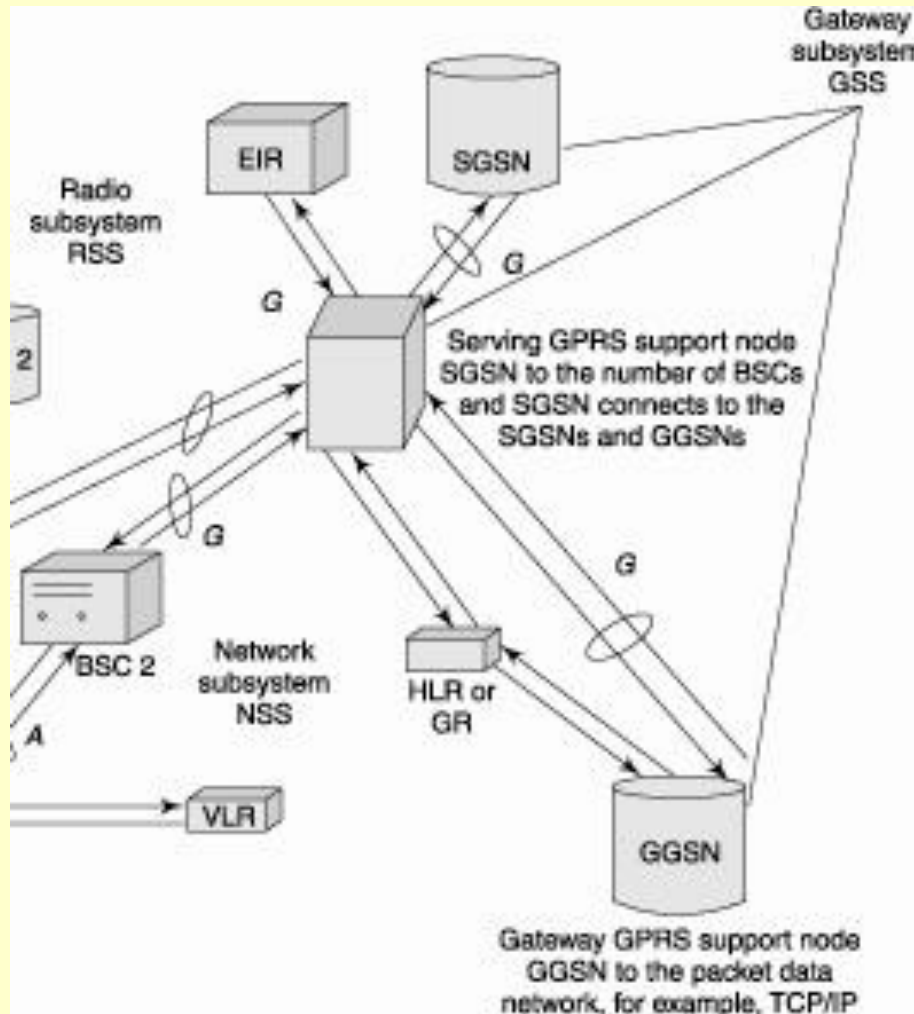 Gateway
subsystem
GSS
EIR
SGSN
Radio
subsystem
RSS
G
G
2
Serving GPRS support node
SGSN to the number of BSCs
and SGSN connects to the
SGSNs and GGSNs
G
G
BSC 2
Network
subsystem
NSS
HLR or
GR
A
VLR
GGSN
Gateway GPRS support node
GGSN to the packet data
network, for example, TCP/IP